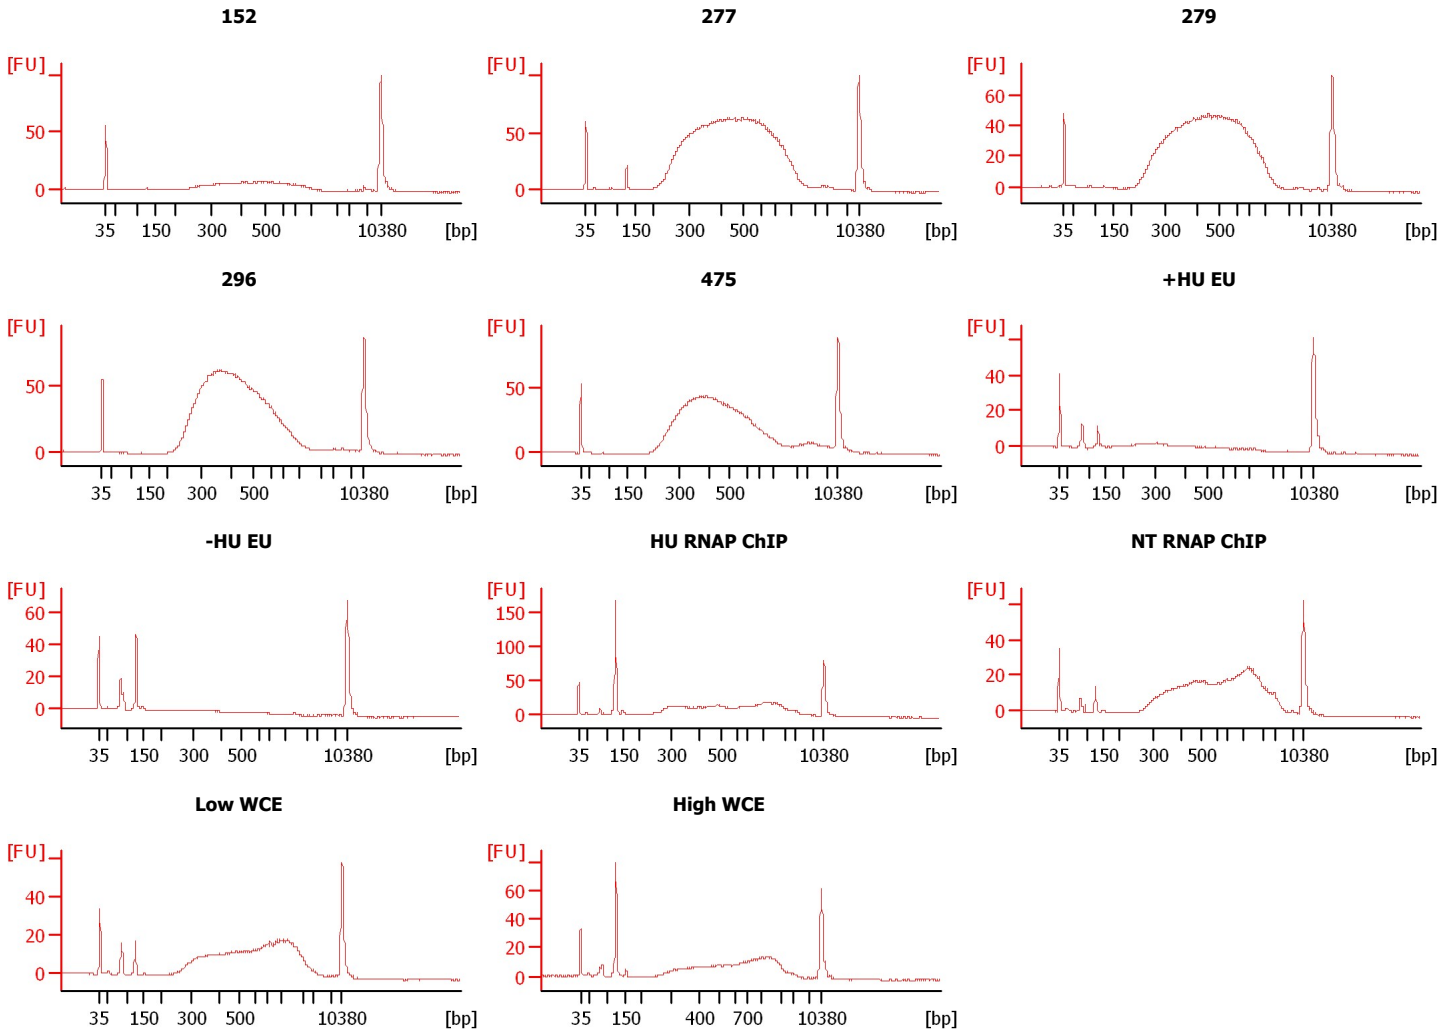 152 277 279
[FU] [FU] [FU]
50 50 60
40
20
0 0 0
35 150 300 500 10380 [bp] 35 150 300 500 10380 [bp] 35 150 300 500 10380 [bp]
296 475 +HU EU
[FU] [FU] [FU]
50 50 40
20
0 0 0
35 150 300 500 10380 [bp] 35 150 300 500 10380 [bp] 35 150 300 500 10380 [bp]
-HU EU HU RNAP ChIP NT RNAP ChIP
[FU] [FU] [FU]
60 150
40 100 40
20 50 20
0 0 0
35 150 300 500 10380 [bp] 35 150 300 500 10380 [bp] 35 150 300 500 10380 [bp]
Low WCE High WCE
[FU] [FU]
60
40 40
20 20
0 0
35 150 300 500 10380 [bp] 35 150 400 700 10380 [bp]